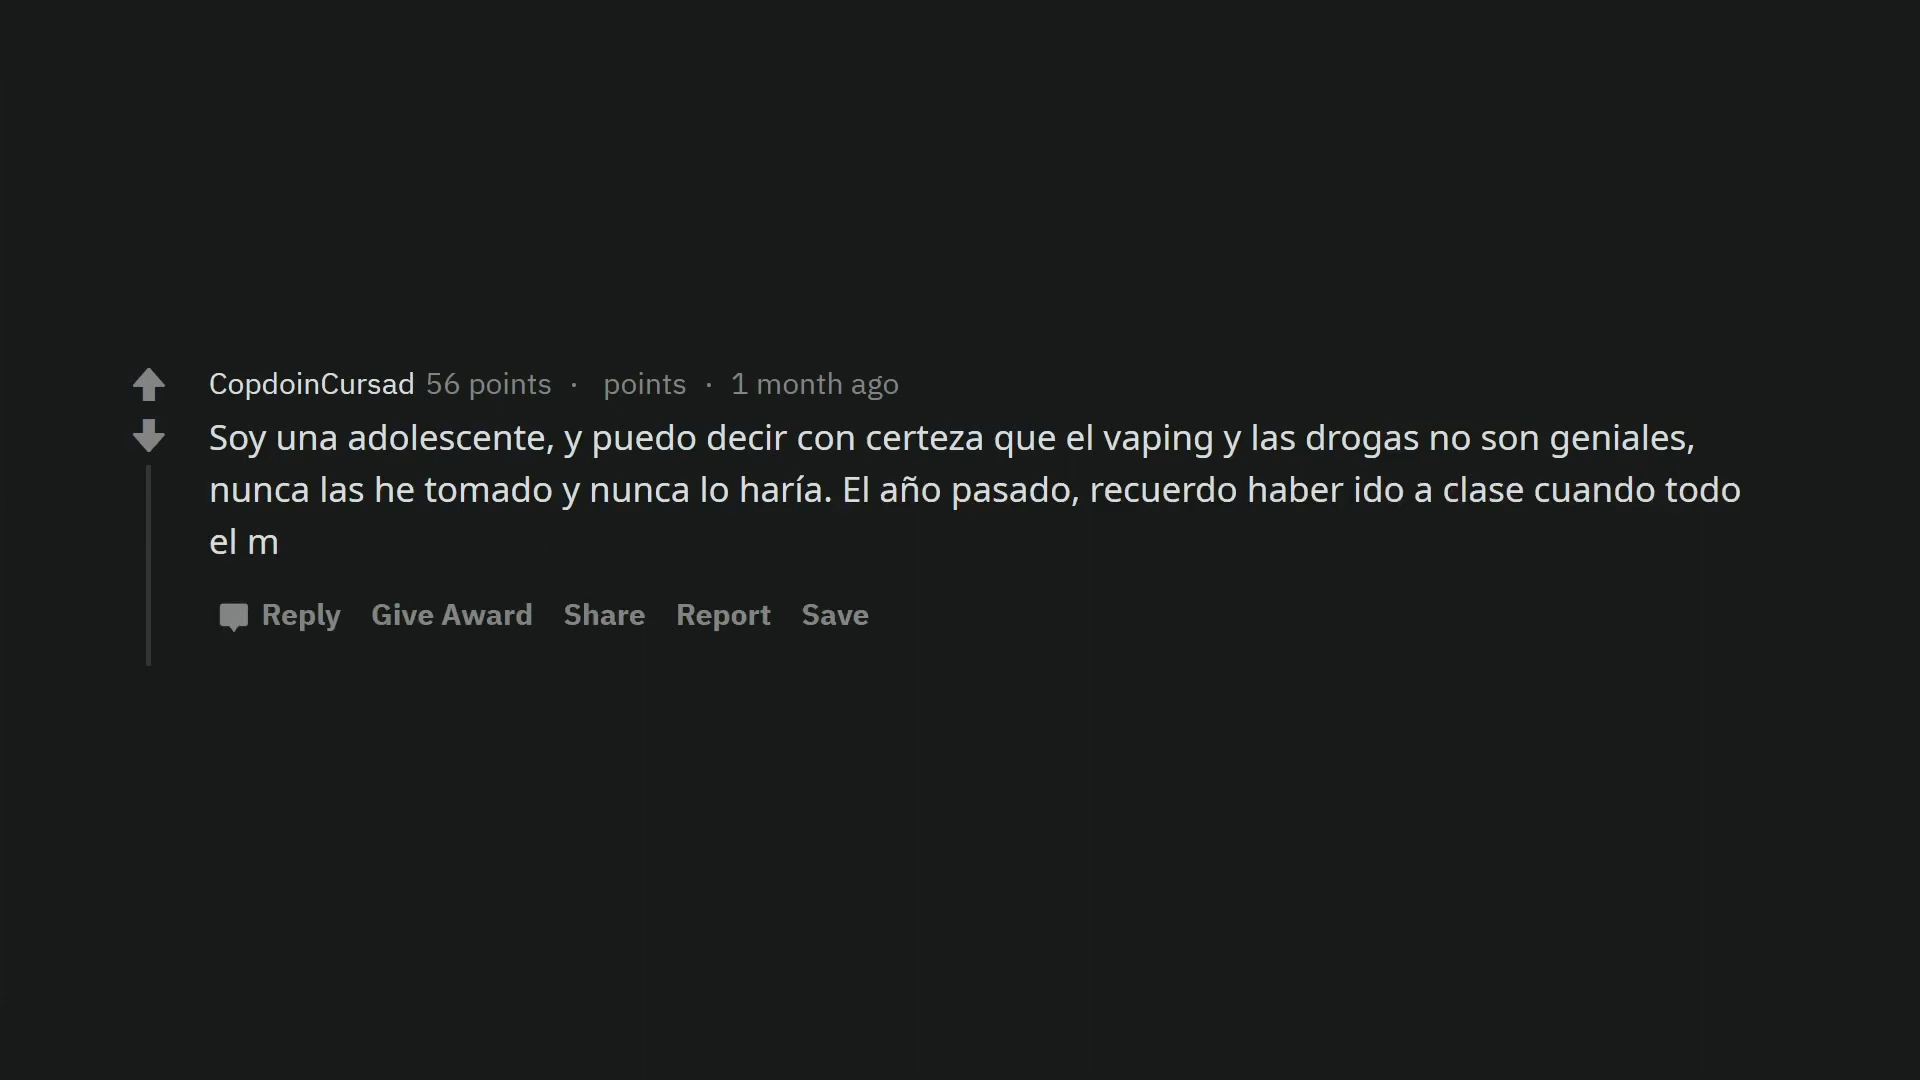 CopdoinCursad 56 points · points · 1 month ago
Soy una adolescente, y puedo decir con certeza que el vaping y las drogas no son geniales,
nunca las he tomado y nunca lo haría. El año pasado, recuerdo haber ido a clase cuando todo
el m
Reply Give Award Share Report Save